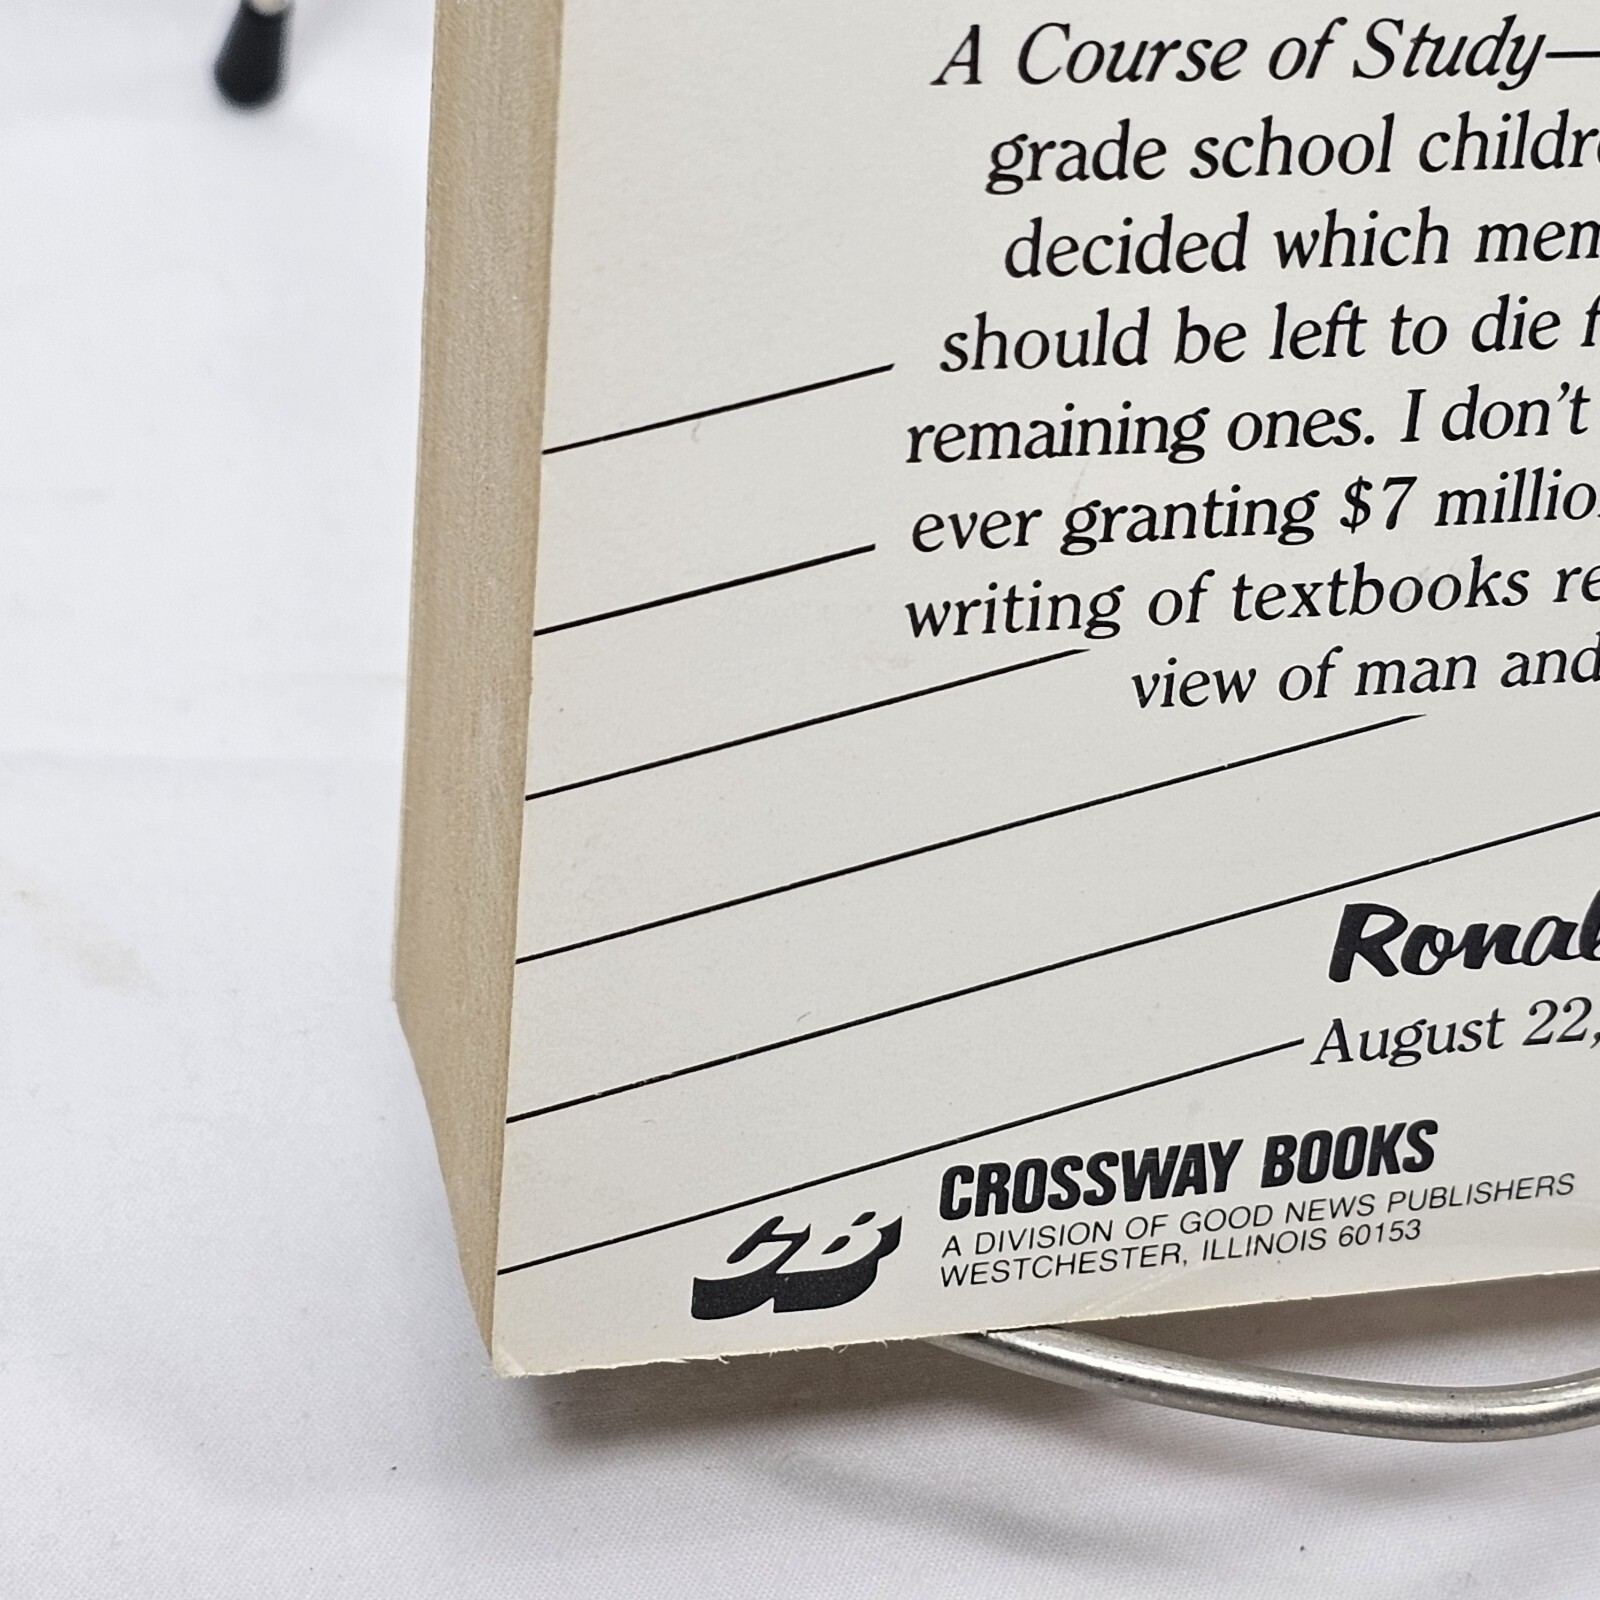 A Course of Study—
grade school childre
decided which mem
should be left to die f
remaining ones. I don't
ever granting $7 millio
writing of textbooks re
view of man and
Ronal
August 22,
CROSSWAY BOOKS
A DIVISION OF GOOD NEWS PUBLISHERS
WESTCHESTER, ILLINOIS 60153